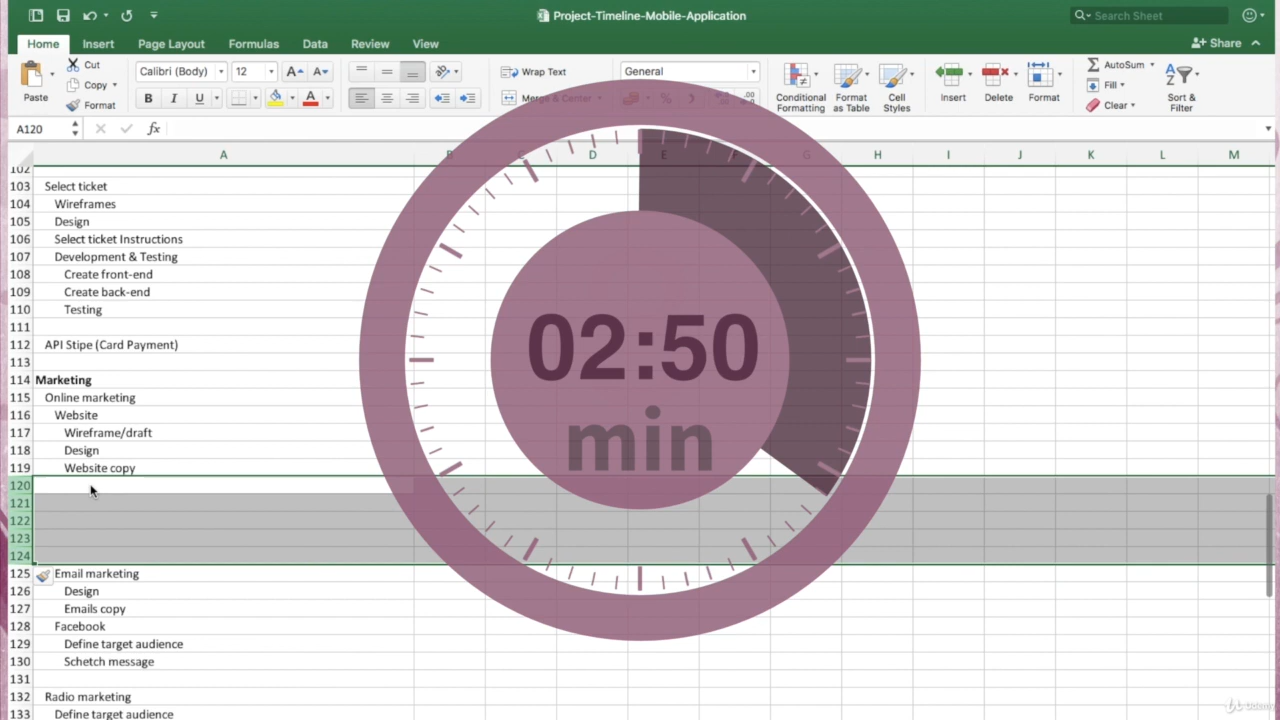 Project-Timeline-Mobile-Application
Search Sheet
Home Insert Page Layout Formulas Data Review View
Share
Paste
Cut
Copy
Format
Calibri (Body) 12
B I U
Wrap Text
Merge & Center
General
Conditional Formatting
Format as Table
Cell Styles
Insert
Delete
Format
AutoSum
Fill
Clear
Sort & Filter
A120 fx
A B C D E F G H I J K L M
102
103 Select ticket
104 Wireframes
105 Design
106 Select ticket Instructions
107 Development & Testing
108 Create front-end
109 Create back-end
110 Testing
111
112 API Stipe (Card Payment)
113
114 Marketing
115 Online marketing
116 Website
117 Wireframe/draft
118 Design
119 Website copy
120
121
122
123
124
125 Email marketing
126 Design
127 Emails copy
128 Facebook
129 Define target audience
130 Schetch message
131
132 Radio marketing
133 Define target audience
02:50
min
Udemy